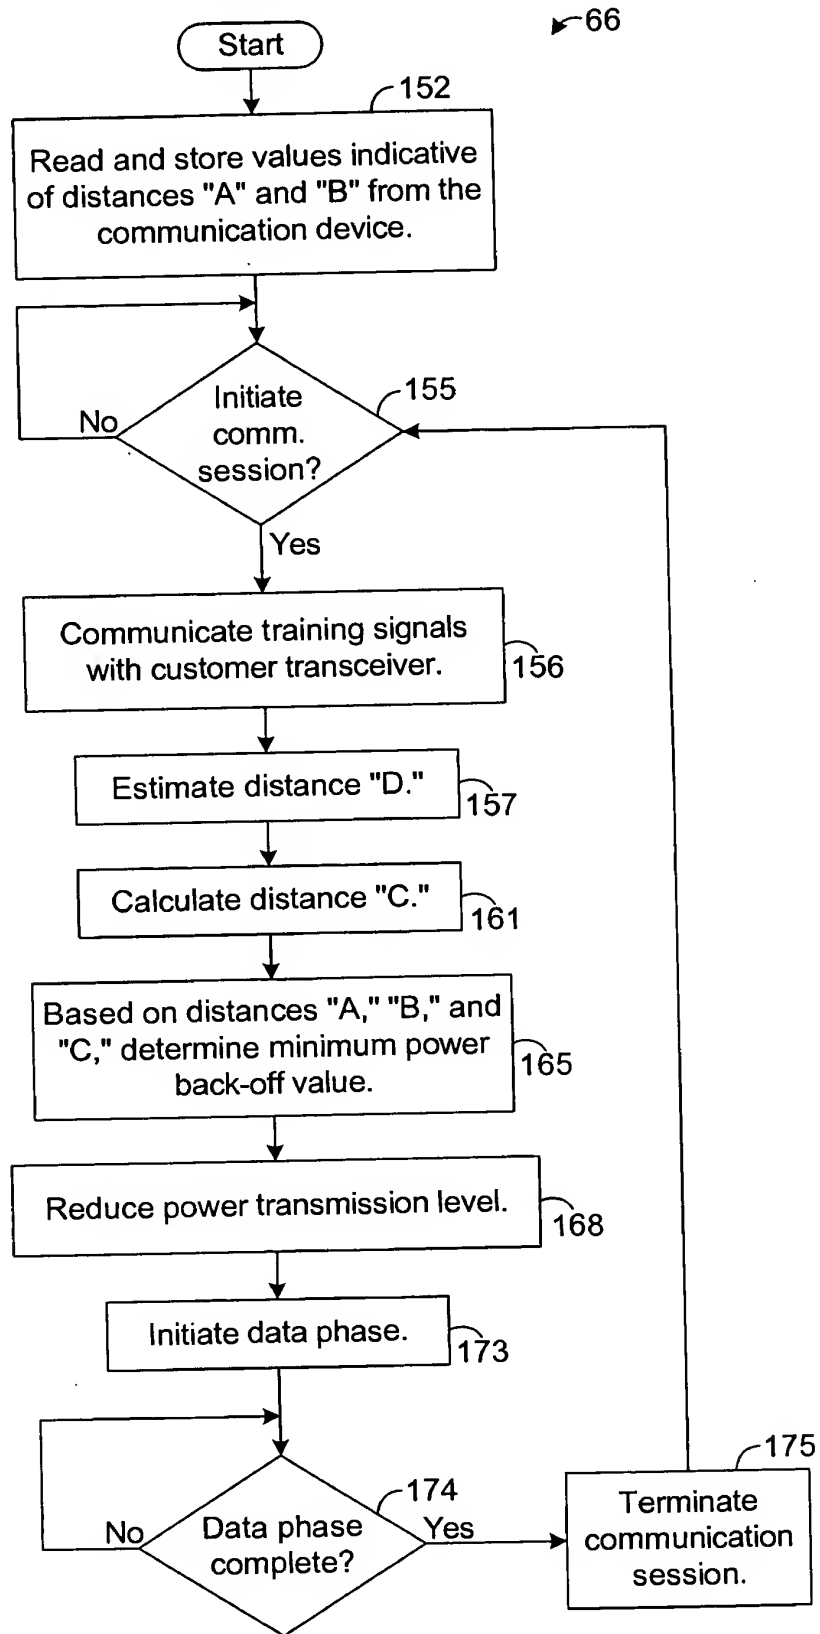 Start
66
152
Read and store values indicative
of distances "A" and "B" from the
communication device.
155
Initiate
comm.
session?
No
Yes
Communicate training signals
with customer transceiver.
156
Estimate distance "D."
157
Calculate distance "C."
161
Based on distances "A," "B," and
"C," determine minimum power
back-off value.
165
Reduce power transmission level.
168
Initiate data phase.
173
174
Data phase
complete?
No
Yes
175
Terminate
communication
session.